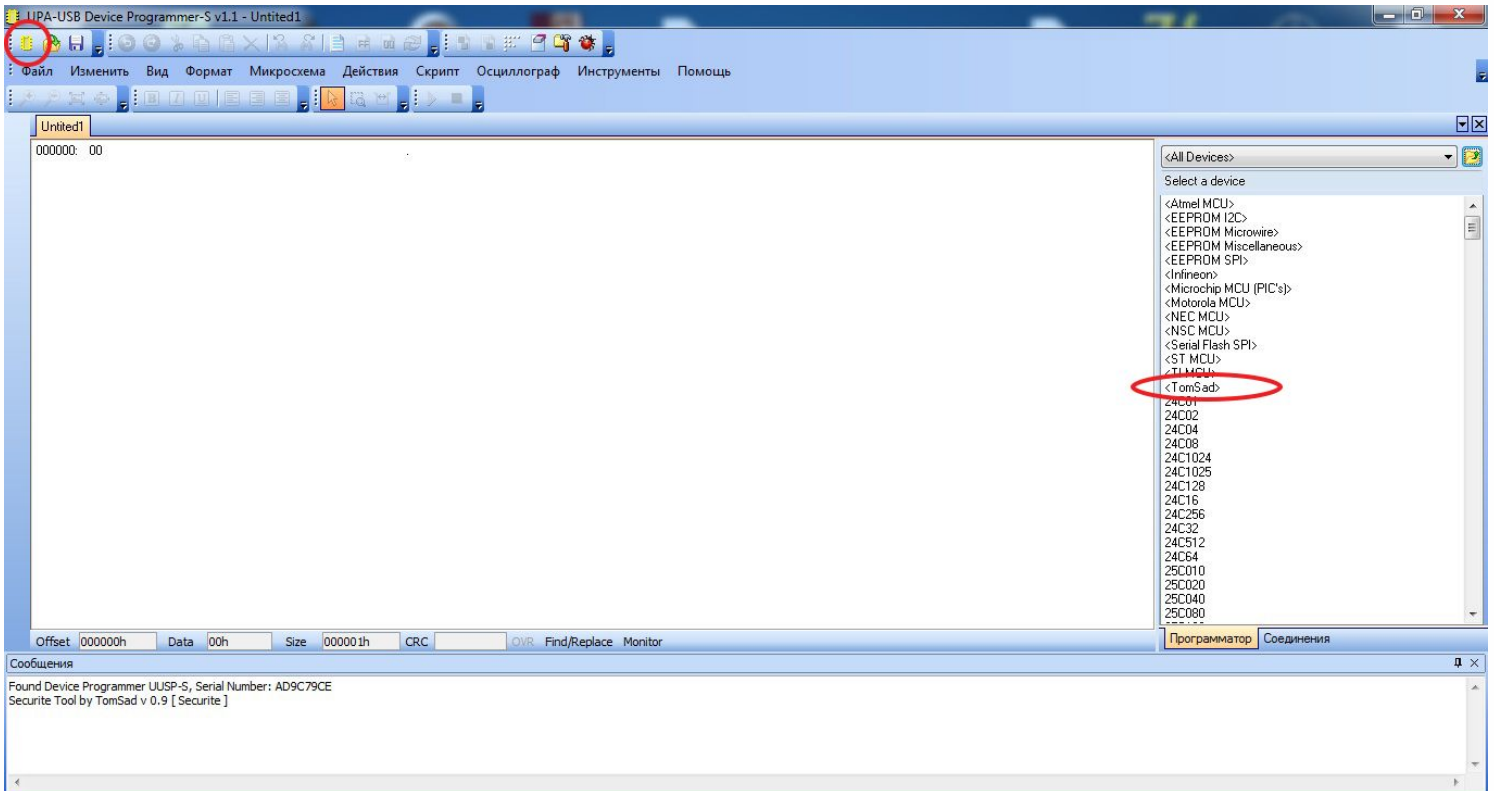 UPA-USB Device Programmer-S v1.1 - Untited1
Файл Изменить Вид Формат Микросхема Действия Скрипт Осциллограф Инструменты Помощь
Untited1
000000: 00 .
<All Devices>
Select a device
<Atmel MCU>
<EEPROM I2C>
<EEPROM Microwire>
<EEPROM Miscellaneous>
<EEPROM SPI>
<Infineon>
<Microchip MCU (PIC's)>
<Motorola MCU>
<NEC MCU>
<NSC MCU>
<Serial Flash SPI>
<ST MCU>
<TI MCU>
<TomSad>
24C01
24C02
24C04
24C08
24C1024
24C1025
24C128
24C16
24C256
24C32
24C512
24C64
25C010
25C020
25C040
25C080
Offset 000000h Data 00h Size 000001h CRC OVR Find/Replace Monitor
Программатор Соединения
Сообщения
Found Device Programmer UUSP-S, Serial Number: AD9C79CE
Securite Tool by TomSad v 0.9 [ Securite ]